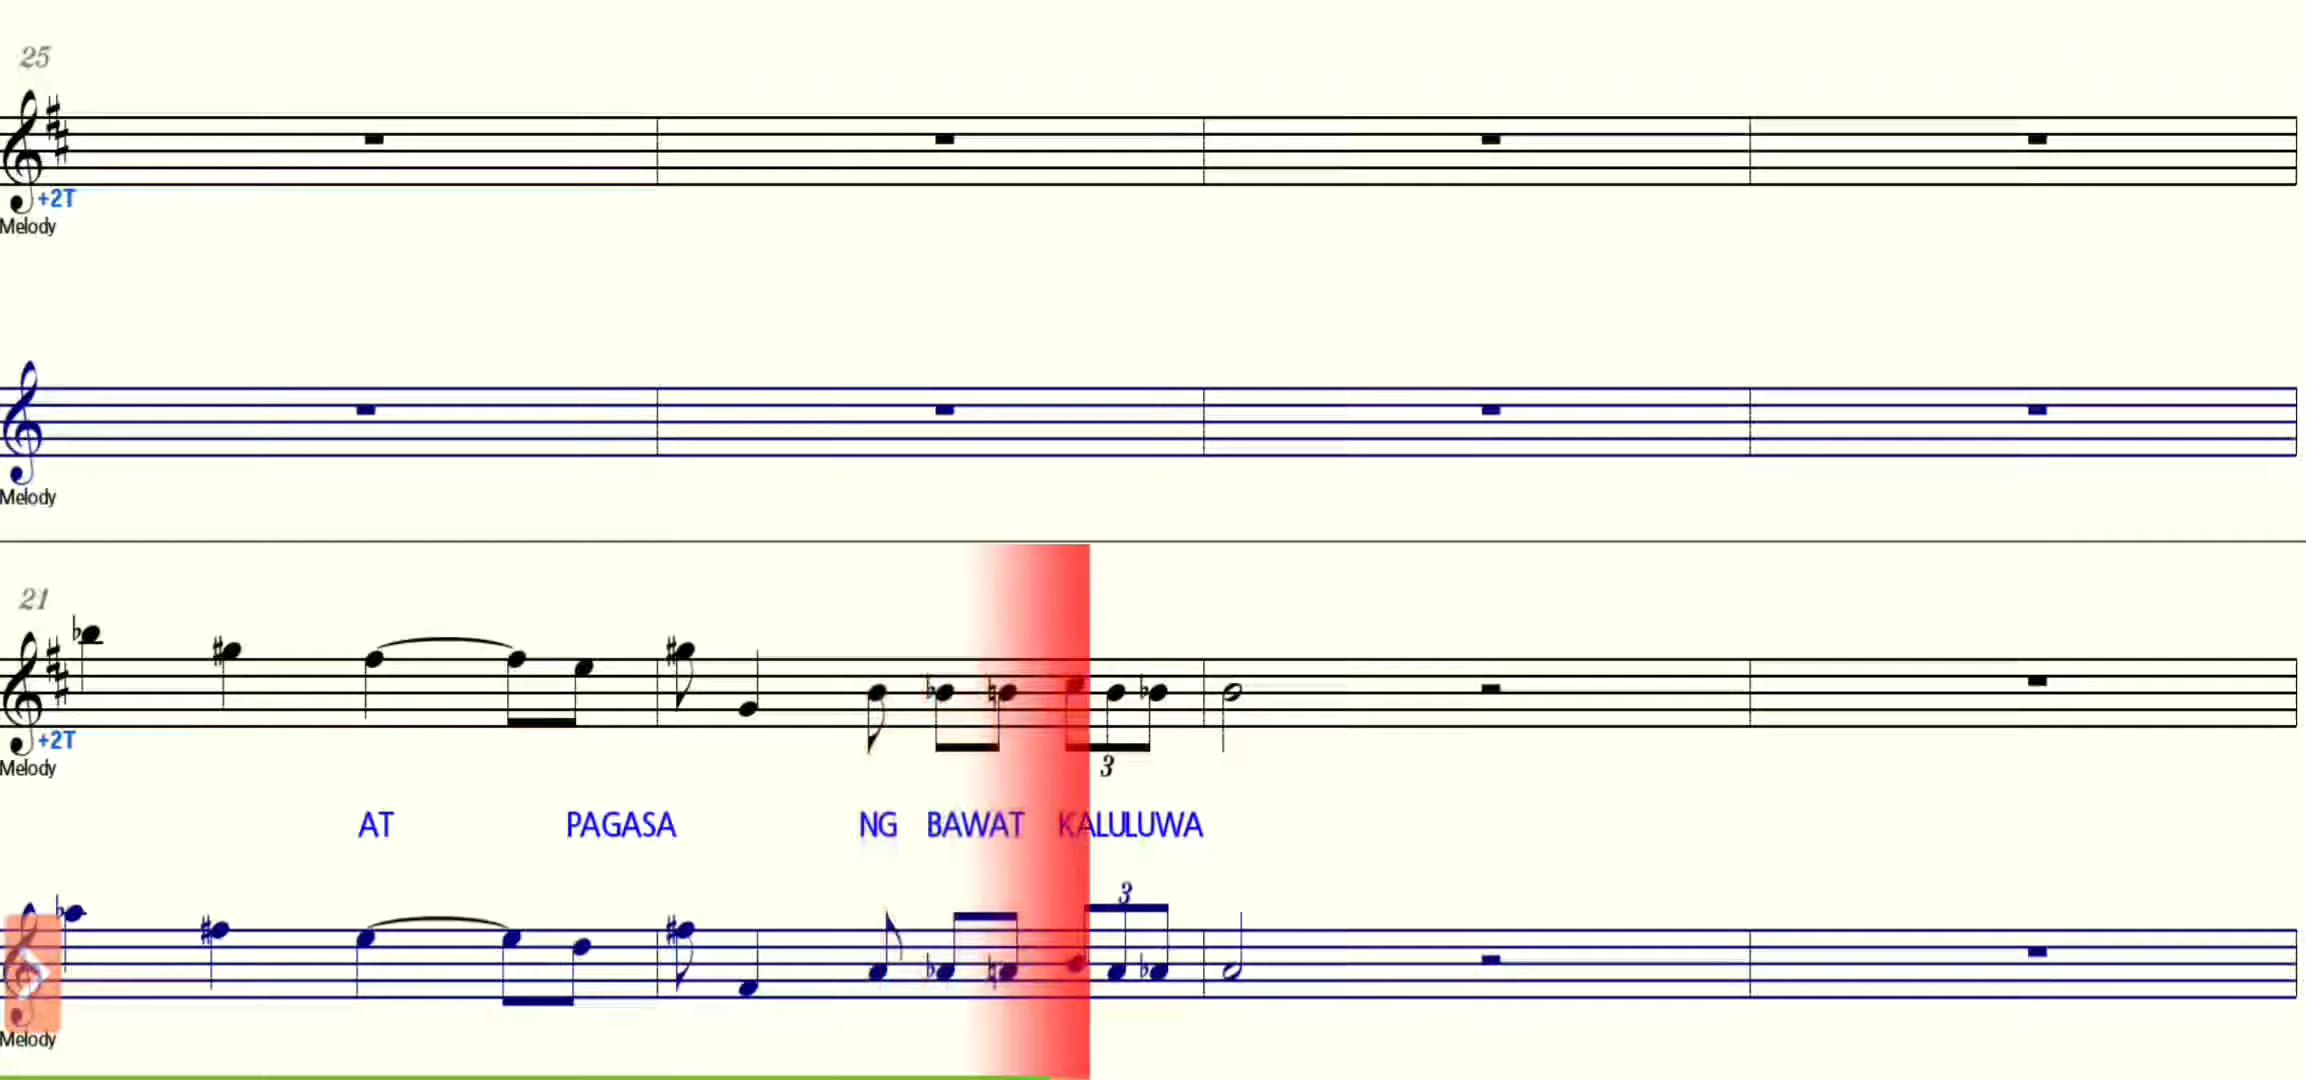 25
+2T
Melody
Melody
21
+2T
Melody
3
AT PAGASA NG BAWAT KALULUWA
3
Melody